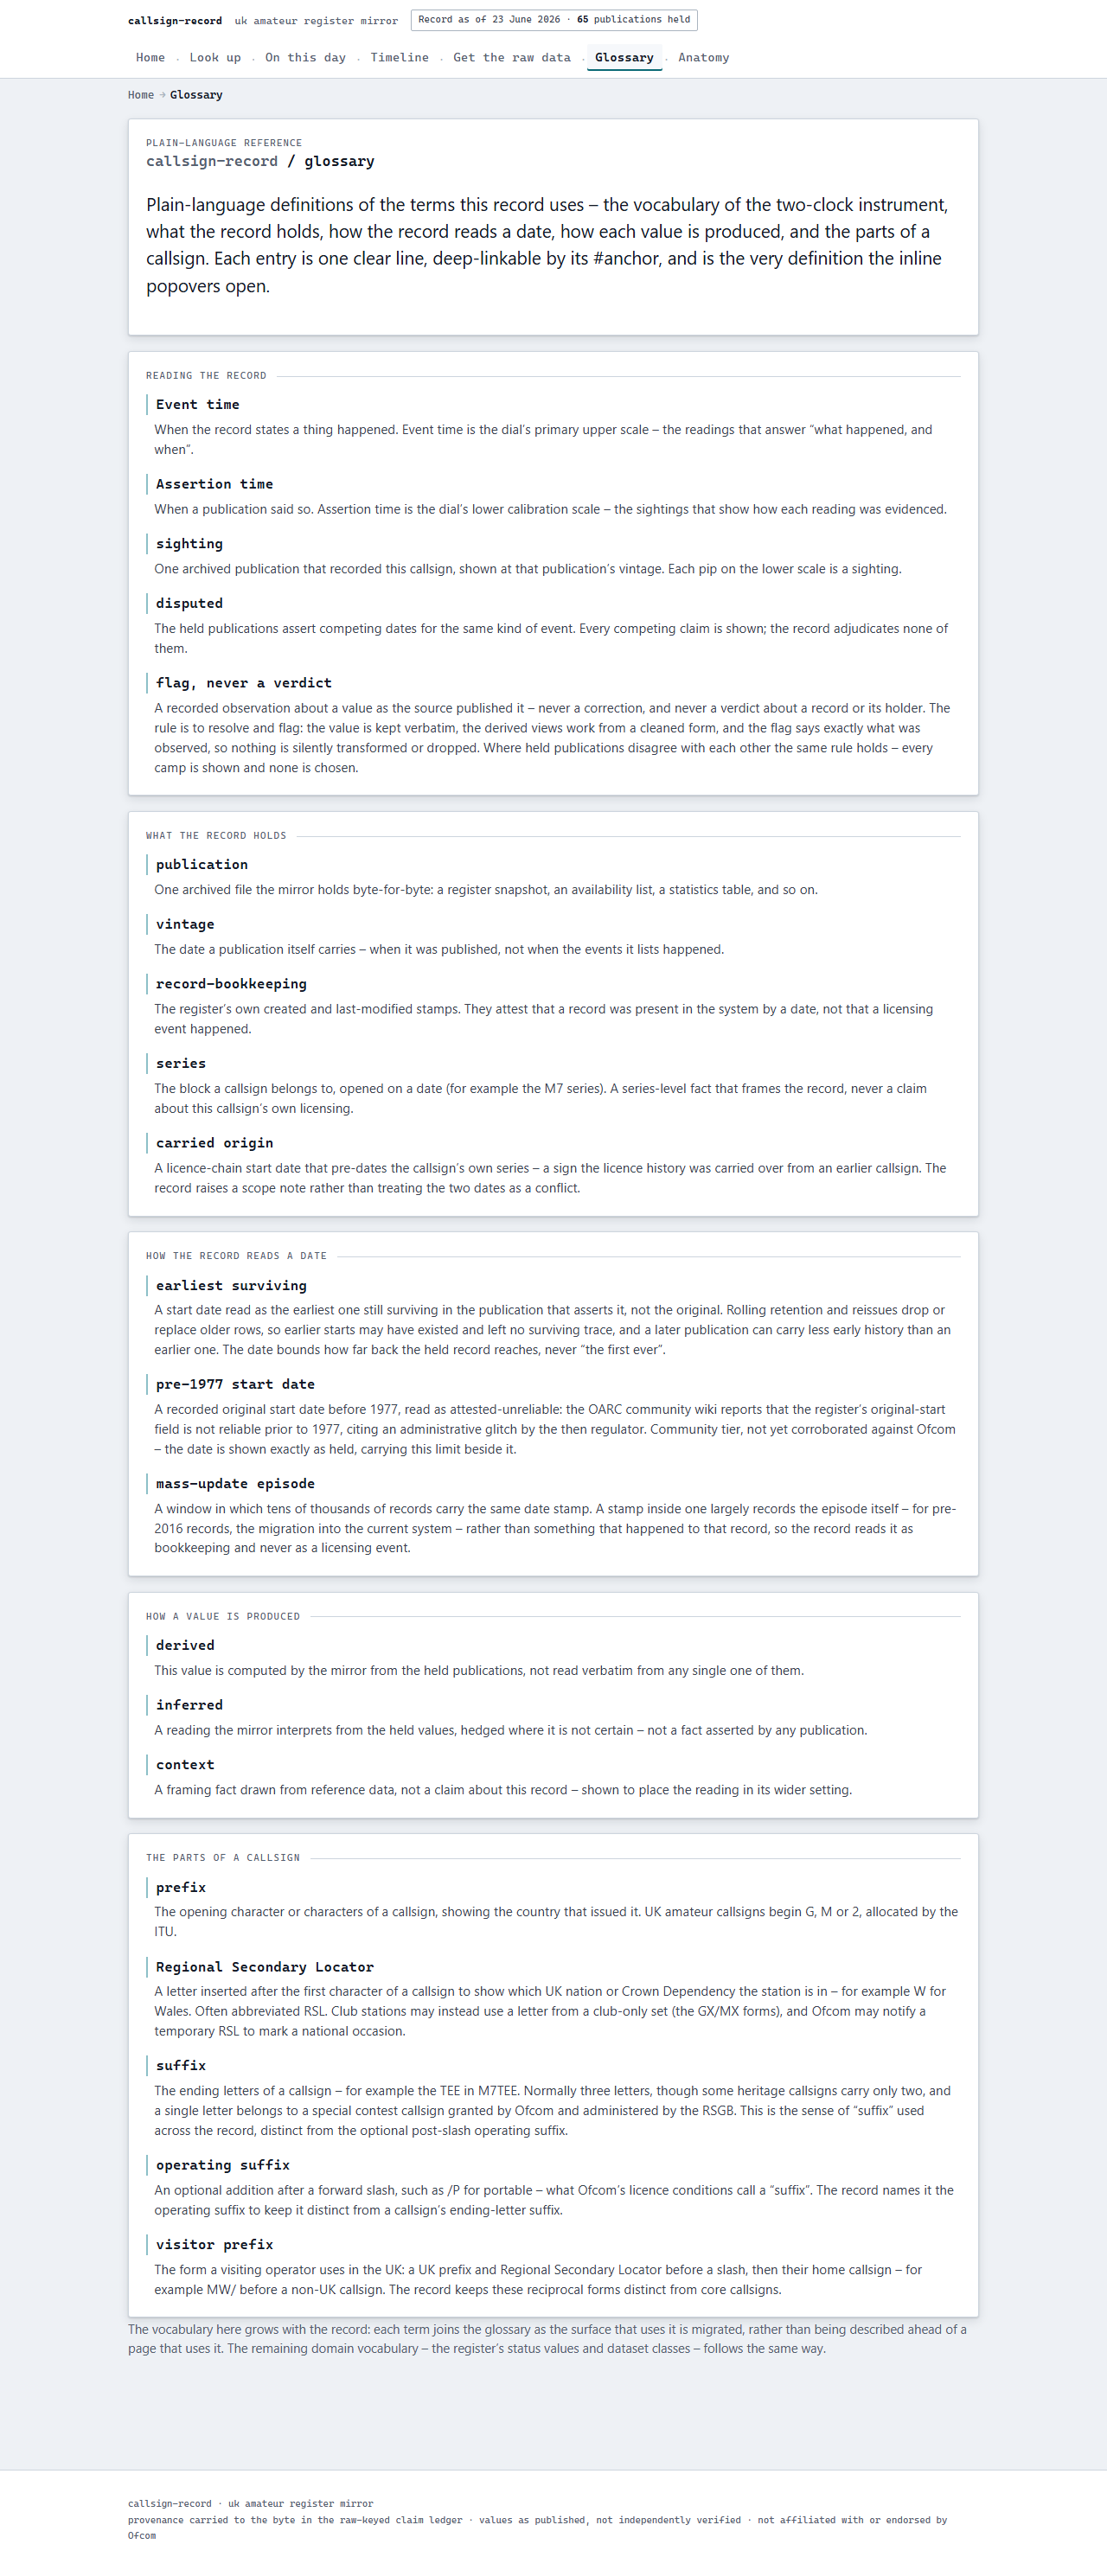 callsign-record uk amateur register mirror Record as of 23 June 2026 · 65 publications held
Home · Look up · On this day · Timeline · Get the raw data · Glossary · Anatomy
Home → Glossary
PLAIN-LANGUAGE REFERENCE
callsign-record / glossary
Plain-language definitions of the terms this record uses – the vocabulary of the two-clock instrument,
what the record holds, how the record reads a date, how each value is produced, and the parts of a
callsign. Each entry is one clear line, deep-linkable by its #anchor, and is the very definition the inline
popovers open.
READING THE RECORD
Event time
When the record states a thing happened. Event time is the dial’s primary upper scale – the readings that answer “what happened, and
when”.
Assertion time
When a publication said so. Assertion time is the dial’s lower calibration scale – the sightings that show how each reading was evidenced.
sighting
One archived publication that recorded this callsign, shown at that publication’s vintage. Each pip on the lower scale is a sighting.
disputed
The held publications assert competing dates for the same kind of event. Every competing claim is shown; the record adjudicates none of
them.
flag, never a verdict
A recorded observation about a value as the source published it – never a correction, and never a verdict about a record or its holder. The
rule is to resolve and flag: the value is kept verbatim, the derived views work from a cleaned form, and the flag says exactly what was
observed, so nothing is silently transformed or dropped. Where held publications disagree with each other the same rule holds – every
camp is shown and none is chosen.
WHAT THE RECORD HOLDS
publication
One archived file the mirror holds byte-for-byte: a register snapshot, an availability list, a statistics table, and so on.
vintage
The date a publication itself carries – when it was published, not when the events it lists happened.
record-bookkeeping
The register’s own created and last-modified stamps. They attest that a record was present in the system by a date, not that a licensing
event happened.
series
The block a callsign belongs to, opened on a date (for example the M7 series). A series-level fact that frames the record, never a claim
about this callsign’s own licensing.
carried origin
A licence-chain start date that pre-dates the callsign’s own series – a sign the licence history was carried over from an earlier callsign. The
record raises a scope note rather than treating the two dates as a conflict.
HOW THE RECORD READS A DATE
earliest surviving
A start date read as the earliest one still surviving in the publication that asserts it, not the original. Rolling retention and reissues drop or
replace older rows, so earlier starts may have existed and left no surviving trace, and a later publication can carry less early history than an
earlier one. The date bounds how far back the held record reaches, never “the first ever”.
pre-1977 start date
A recorded original start date before 1977, read as attested-unreliable: the OARC community wiki reports that the register’s original-start
field is not reliable prior to 1977, citing an administrative glitch by the then regulator. Community tier, not yet corroborated against Ofcom
– the date is shown exactly as held, carrying this limit beside it.
mass-update episode
A window in which tens of thousands of records carry the same date stamp. A stamp inside one largely records the episode itself – for pre-
2016 records, the migration into the current system – rather than something that happened to that record, so the record reads it as
bookkeeping and never as a licensing event.
HOW A VALUE IS PRODUCED
derived
This value is computed by the mirror from the held publications, not read verbatim from any single one of them.
inferred
A reading the mirror interprets from the held values, hedged where it is not certain – not a fact asserted by any publication.
context
A framing fact drawn from reference data, not a claim about this record – shown to place the reading in its wider setting.
THE PARTS OF A CALLSIGN
prefix
The opening character or characters of a callsign, showing the country that issued it. UK amateur callsigns begin G, M or 2, allocated by the
ITU.
Regional Secondary Locator
A letter inserted after the first character of a callsign to show which UK nation or Crown Dependency the station is in – for example W for
Wales. Often abbreviated RSL. Club stations may instead use a letter from a club-only set (the GX/MX forms), and Ofcom may notify a
temporary RSL to mark a national occasion.
suffix
The ending letters of a callsign – for example the TEE in M7TEE. Normally three letters, though some heritage callsigns carry only two, and
a single letter belongs to a special contest callsign granted by Ofcom and administered by the RSGB. This is the sense of “suffix” used
across the record, distinct from the optional post-slash operating suffix.
operating suffix
An optional addition after a forward slash, such as /P for portable – what Ofcom’s licence conditions call a “suffix”. The record names it the
operating suffix to keep it distinct from a callsign’s ending-letter suffix.
visitor prefix
The form a visiting operator uses in the UK: a UK prefix and Regional Secondary Locator before a slash, then their home callsign – for
example MW/ before a non-UK callsign. The record keeps these reciprocal forms distinct from core callsigns.
The vocabulary here grows with the record: each term joins the glossary as the surface that uses it is migrated, rather than being described ahead of a
page that uses it. The remaining domain vocabulary – the register’s status values and dataset classes – follows the same way.
callsign-record · uk amateur register mirror
provenance carried to the byte in the raw-keyed claim ledger · values as published, not independently verified · not affiliated with or endorsed by
Ofcom